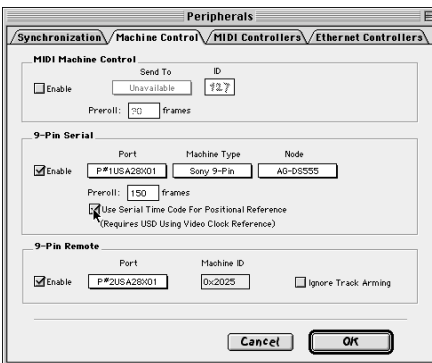 Peripherals
Synchronization Machine Control MIDI Controllers Ethernet Controllers
MIDI Machine Control
Send To ID
Enable Unavailable 127
Preroll: 90 frames
9-Pin Serial
Port Machine Type Node
Enable P#1USA28X01 Sony 9-Pin AG-DS555
Preroll: 150 frames
Use Serial Time Code For Positional Reference
(Requires USD Using Video Clock Reference)
9-Pin Remote
Port Machine ID
Enable P#2USA28X01 0x2025 Ignore Track Arming
Cancel OK